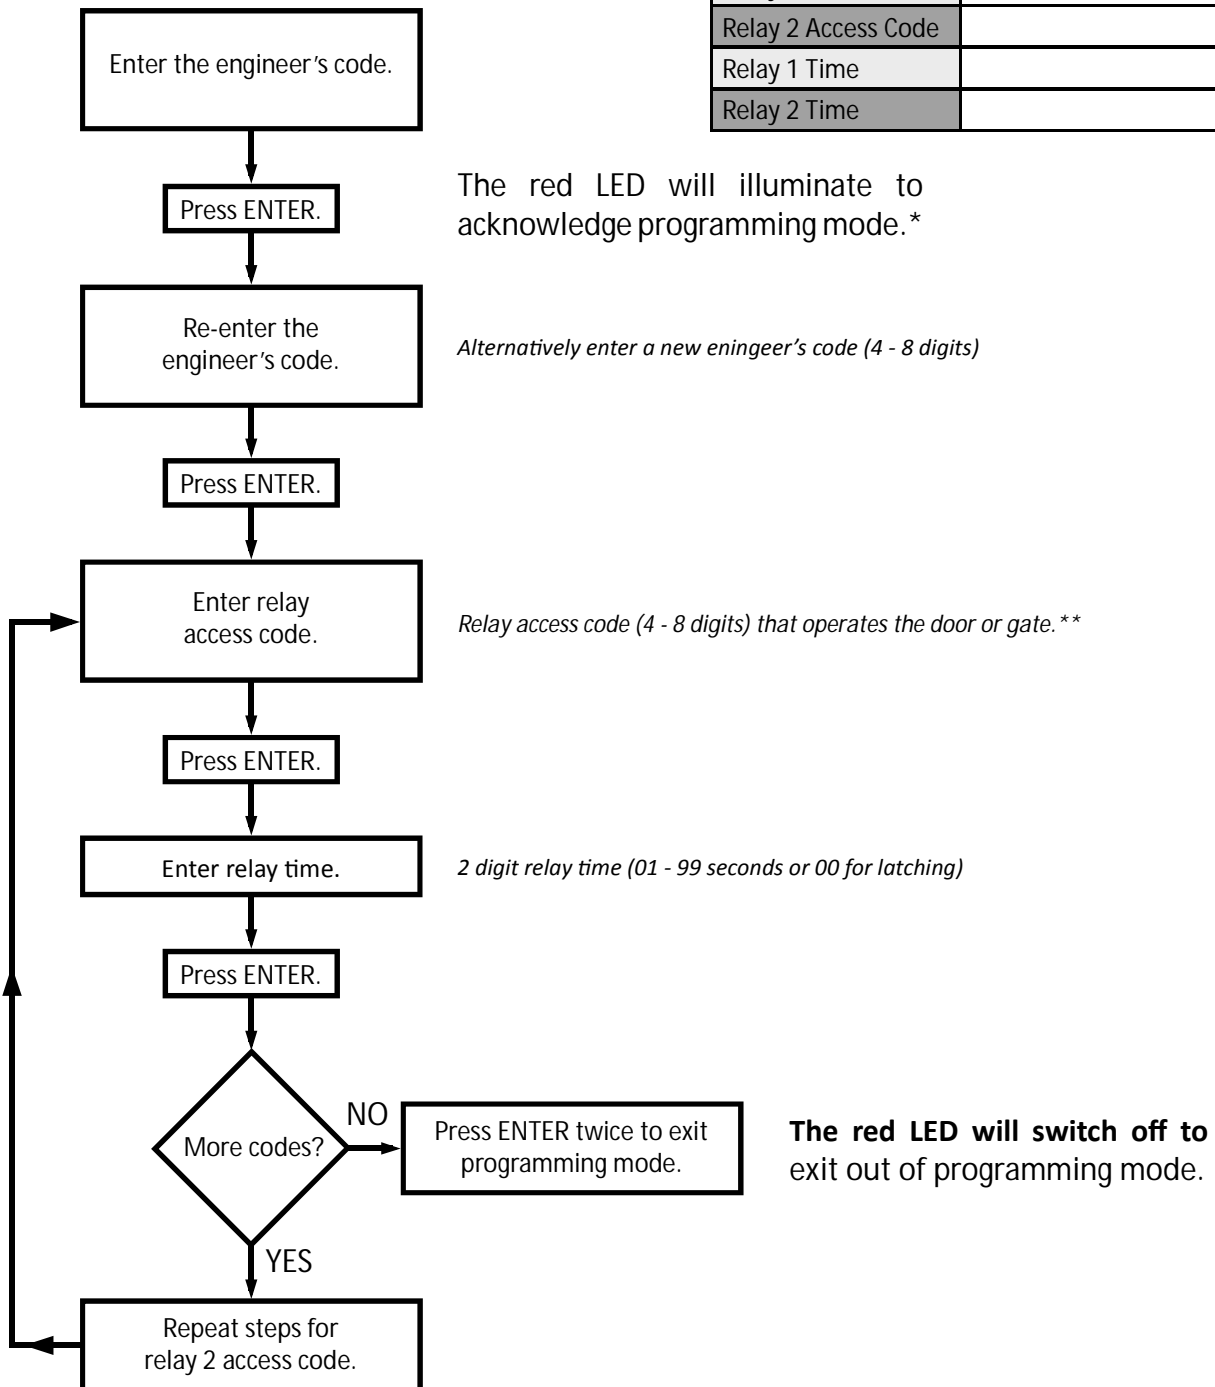 Relay 2 Access Code
Relay 1 Time
Relay 2 Time
Enter the engineer's code.
Press ENTER.
The red LED will illuminate to
acknowledge programming mode.*
Re-enter the
engineer's code.
Alternatively enter a new eningeer's code (4 - 8 digits)
Press ENTER.
Enter relay
access code.
Relay access code (4 - 8 digits) that operates the door or gate.**
Press ENTER.
Enter relay time.
2 digit relay time (01 - 99 seconds or 00 for latching)
Press ENTER.
More codes?
NO
Press ENTER twice to exit
programming mode.
The red LED will switch off to
exit out of programming mode.
YES
Repeat steps for
relay 2 access code.